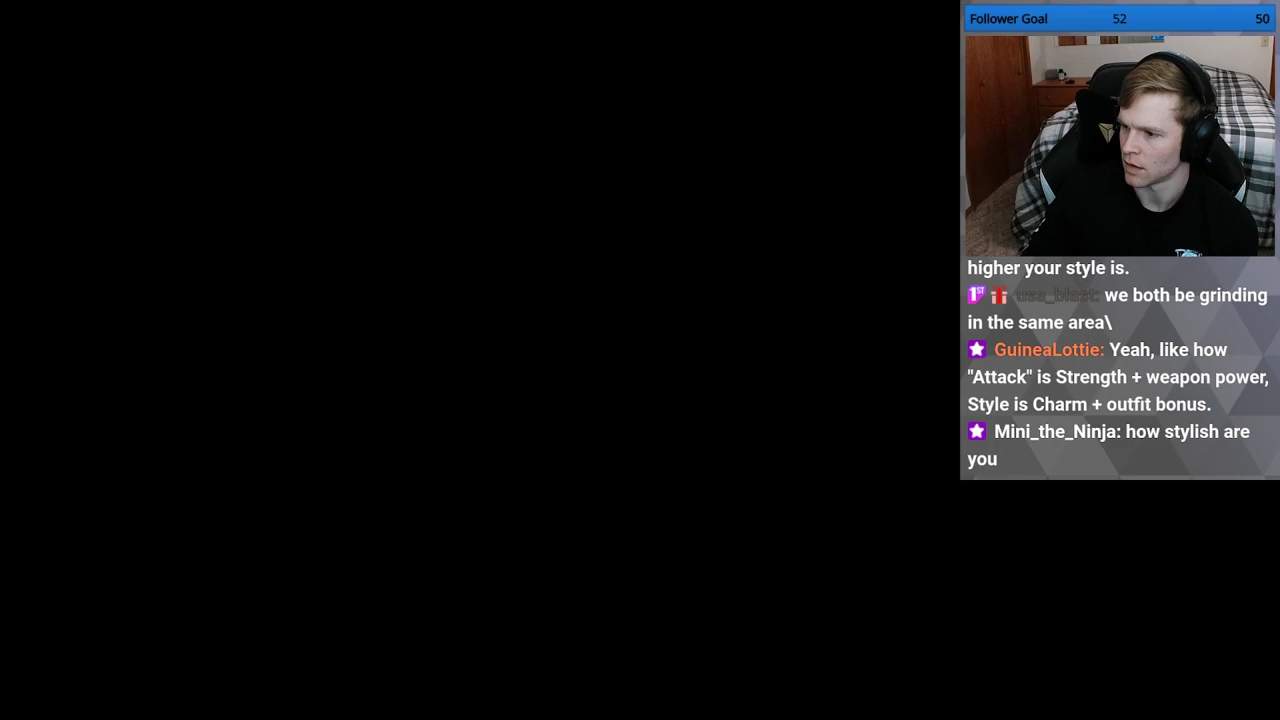 Follower Goal 52 50
higher your style is.
usa_blast: we both be grinding
in the same area\
GuineaLottie: Yeah, like how
"Attack" is Strength + weapon power,
Style is Charm + outfit bonus.
Mini_the_Ninja: how stylish are
you